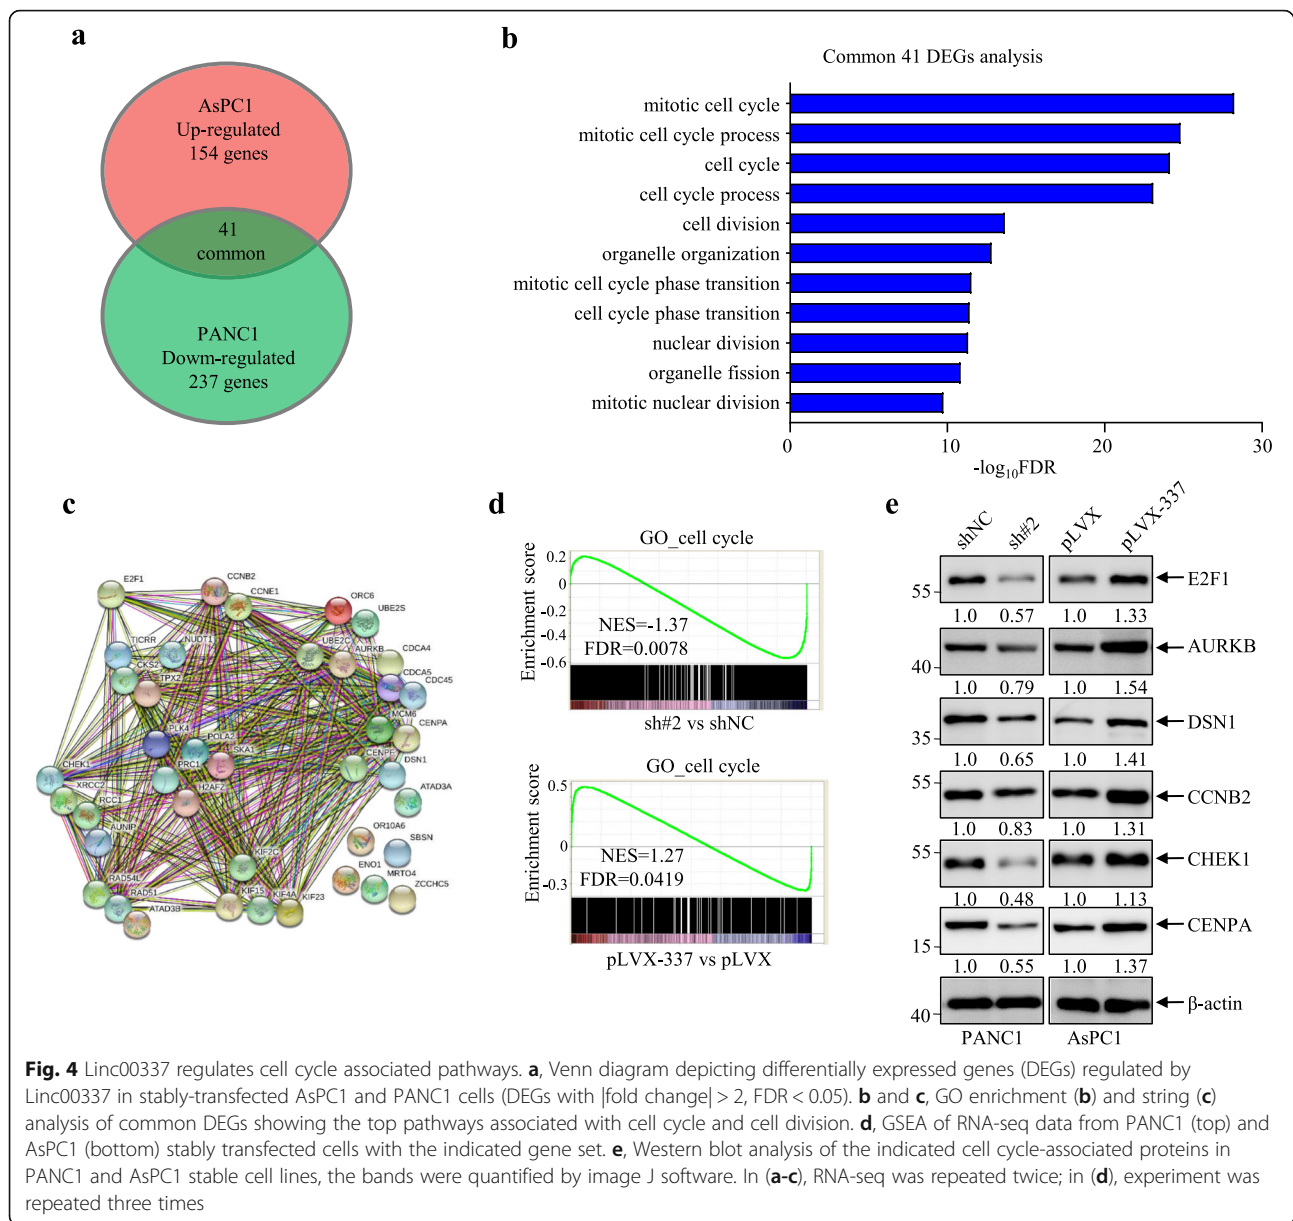 a
AsPC1
Up-regulated
154 genes
41
common
PANC1
Dowm-regulated
237 genes
b
Common 41 DEGs analysis
mitotic cell cycle
mitotic cell cycle process
cell cycle
cell cycle process
cell division
organelle organization
mitotic cell cycle phase transition
cell cycle phase transition
nuclear division
organelle fission
mitotic nuclear division
0 10 20 30
-log10FDR
c
E2F1
CCNB2
CCNE1
ORC6
UBE2S
TICRR
NUDT1
UBE2C
AURKB
CDCA4
CKS2
TPX2
CDCA5
CDC45
MCM6
CENPA
PLK4
POLA2
SKA1
CENPF
DSN1
CHEK1
PRC1
XRCC2
H2AFZ
ATAD3A
RCC1
AUNIP
OR10A6
SBSN
KIF2C
ENO1
MRTO4
RAD54L
RAD51
KIF15
KIF4A
KIF23
ZCCHC5
ATAD3B
d
GO_cell cycle
Enrichment score
0.2
0
-0.2
-0.4
-0.6
NES=-1.37
FDR=0.0078
sh#2 vs shNC
GO_cell cycle
Enrichment score
0.5
0
-0.3
NES=1.27
FDR=0.0419
pLVX-337 vs pLVX
e
shNC sh#2 pLVX pLVX-337
55 E2F1
1.0 0.57 1.0 1.33
40 AURKB
1.0 0.79 1.0 1.54
35 DSN1
1.0 0.65 1.0 1.41
55 CCNB2
1.0 0.83 1.0 1.31
55 CHEK1
1.0 0.48 1.0 1.13
15 CENPA
1.0 0.55 1.0 1.37
40 β-actin
PANC1 AsPC1
Fig. 4 Linc00337 regulates cell cycle associated pathways. a, Venn diagram depicting differentially expressed genes (DEGs) regulated by
Linc00337 in stably-transfected AsPC1 and PANC1 cells (DEGs with |fold change| > 2, FDR < 0.05). b and c, GO enrichment (b) and string (c)
analysis of common DEGs showing the top pathways associated with cell cycle and cell division. d, GSEA of RNA-seq data from PANC1 (top) and
AsPC1 (bottom) stably transfected cells with the indicated gene set. e, Western blot analysis of the indicated cell cycle-associated proteins in
PANC1 and AsPC1 stable cell lines, the bands were quantified by image J software. In (a-c), RNA-seq was repeated twice; in (d), experiment was
repeated three times